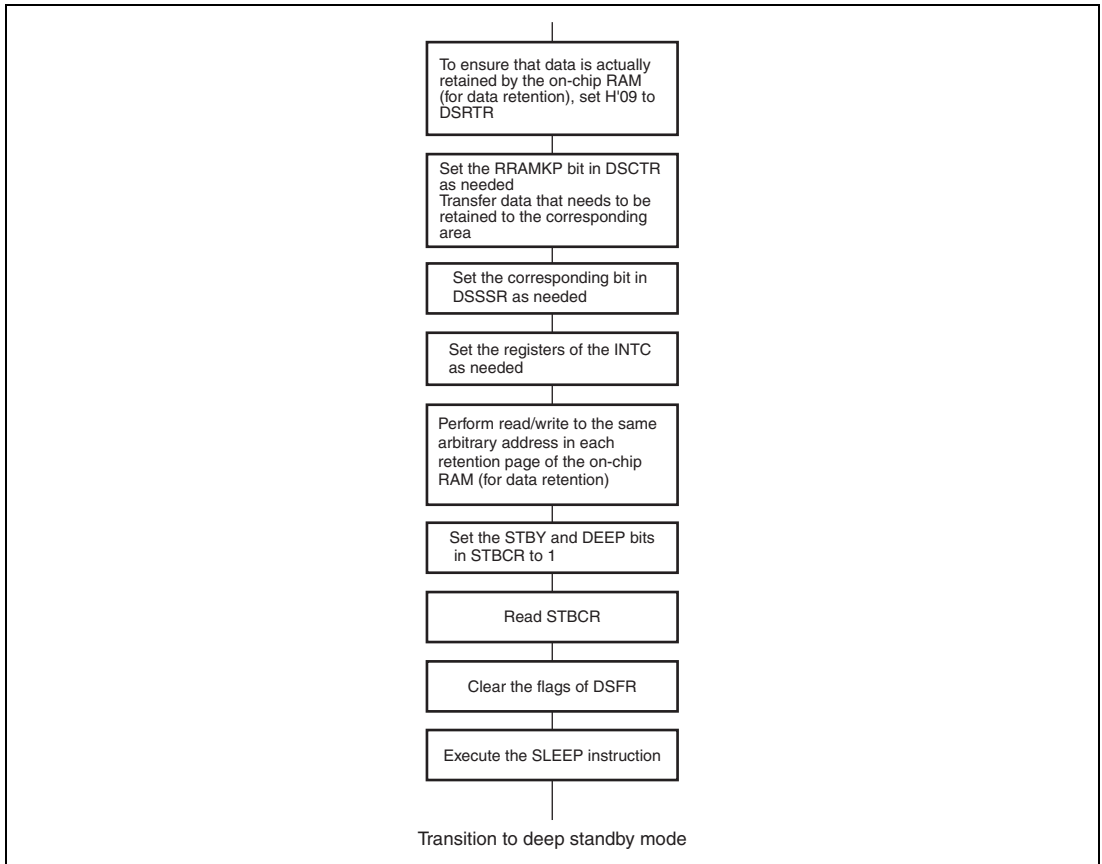 To ensure that data is actually
retained by the on-chip RAM
(for data retention), set H'09 to
DSRTR
Set the RRAMKP bit in DSCTR
as needed
Transfer data that needs to be
retained to the corresponding
area
Set the corresponding bit in
DSSSR as needed
Set the registers of the INTC
as needed
Perform read/write to the same
arbitrary address in each
retention page of the on-chip
RAM (for data retention)
Set the STBY and DEEP bits
in STBCR to 1
Read STBCR
Clear the flags of DSFR
Execute the SLEEP instruction
Transition to deep standby mode